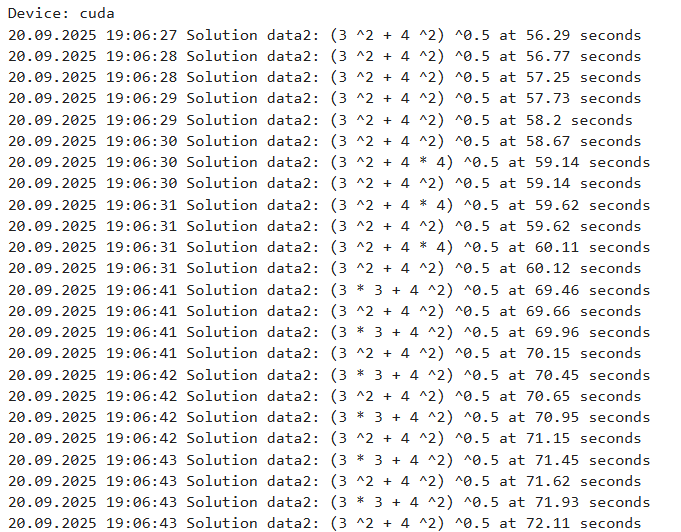 Device: cuda
20.09.2025 19:06:27 Solution data2: (3 ^2 + 4 ^2) ^0.5 at 56.29 seconds
20.09.2025 19:06:28 Solution data2: (3 ^2 + 4 ^2) ^0.5 at 56.77 seconds
20.09.2025 19:06:28 Solution data2: (3 ^2 + 4 ^2) ^0.5 at 57.25 seconds
20.09.2025 19:06:29 Solution data2: (3 ^2 + 4 ^2) ^0.5 at 57.73 seconds
20.09.2025 19:06:29 Solution data2: (3 ^2 + 4 ^2) ^0.5 at 58.2 seconds
20.09.2025 19:06:30 Solution data2: (3 ^2 + 4 ^2) ^0.5 at 58.67 seconds
20.09.2025 19:06:30 Solution data2: (3 ^2 + 4 * 4) ^0.5 at 59.14 seconds
20.09.2025 19:06:30 Solution data2: (3 ^2 + 4 ^2) ^0.5 at 59.14 seconds
20.09.2025 19:06:31 Solution data2: (3 ^2 + 4 * 4) ^0.5 at 59.62 seconds
20.09.2025 19:06:31 Solution data2: (3 ^2 + 4 ^2) ^0.5 at 59.62 seconds
20.09.2025 19:06:31 Solution data2: (3 ^2 + 4 * 4) ^0.5 at 60.11 seconds
20.09.2025 19:06:31 Solution data2: (3 ^2 + 4 ^2) ^0.5 at 60.12 seconds
20.09.2025 19:06:41 Solution data2: (3 * 3 + 4 ^2) ^0.5 at 69.46 seconds
20.09.2025 19:06:41 Solution data2: (3 ^2 + 4 ^2) ^0.5 at 69.66 seconds
20.09.2025 19:06:41 Solution data2: (3 * 3 + 4 ^2) ^0.5 at 69.96 seconds
20.09.2025 19:06:41 Solution data2: (3 ^2 + 4 ^2) ^0.5 at 70.15 seconds
20.09.2025 19:06:42 Solution data2: (3 * 3 + 4 ^2) ^0.5 at 70.45 seconds
20.09.2025 19:06:42 Solution data2: (3 ^2 + 4 ^2) ^0.5 at 70.65 seconds
20.09.2025 19:06:42 Solution data2: (3 * 3 + 4 ^2) ^0.5 at 70.95 seconds
20.09.2025 19:06:42 Solution data2: (3 ^2 + 4 ^2) ^0.5 at 71.15 seconds
20.09.2025 19:06:43 Solution data2: (3 * 3 + 4 ^2) ^0.5 at 71.45 seconds
20.09.2025 19:06:43 Solution data2: (3 ^2 + 4 ^2) ^0.5 at 71.62 seconds
20.09.2025 19:06:43 Solution data2: (3 * 3 + 4 ^2) ^0.5 at 71.93 seconds
20.09.2025 19:06:43 Solution data2: (3 ^2 + 4 ^2) ^0.5 at 72.11 seconds